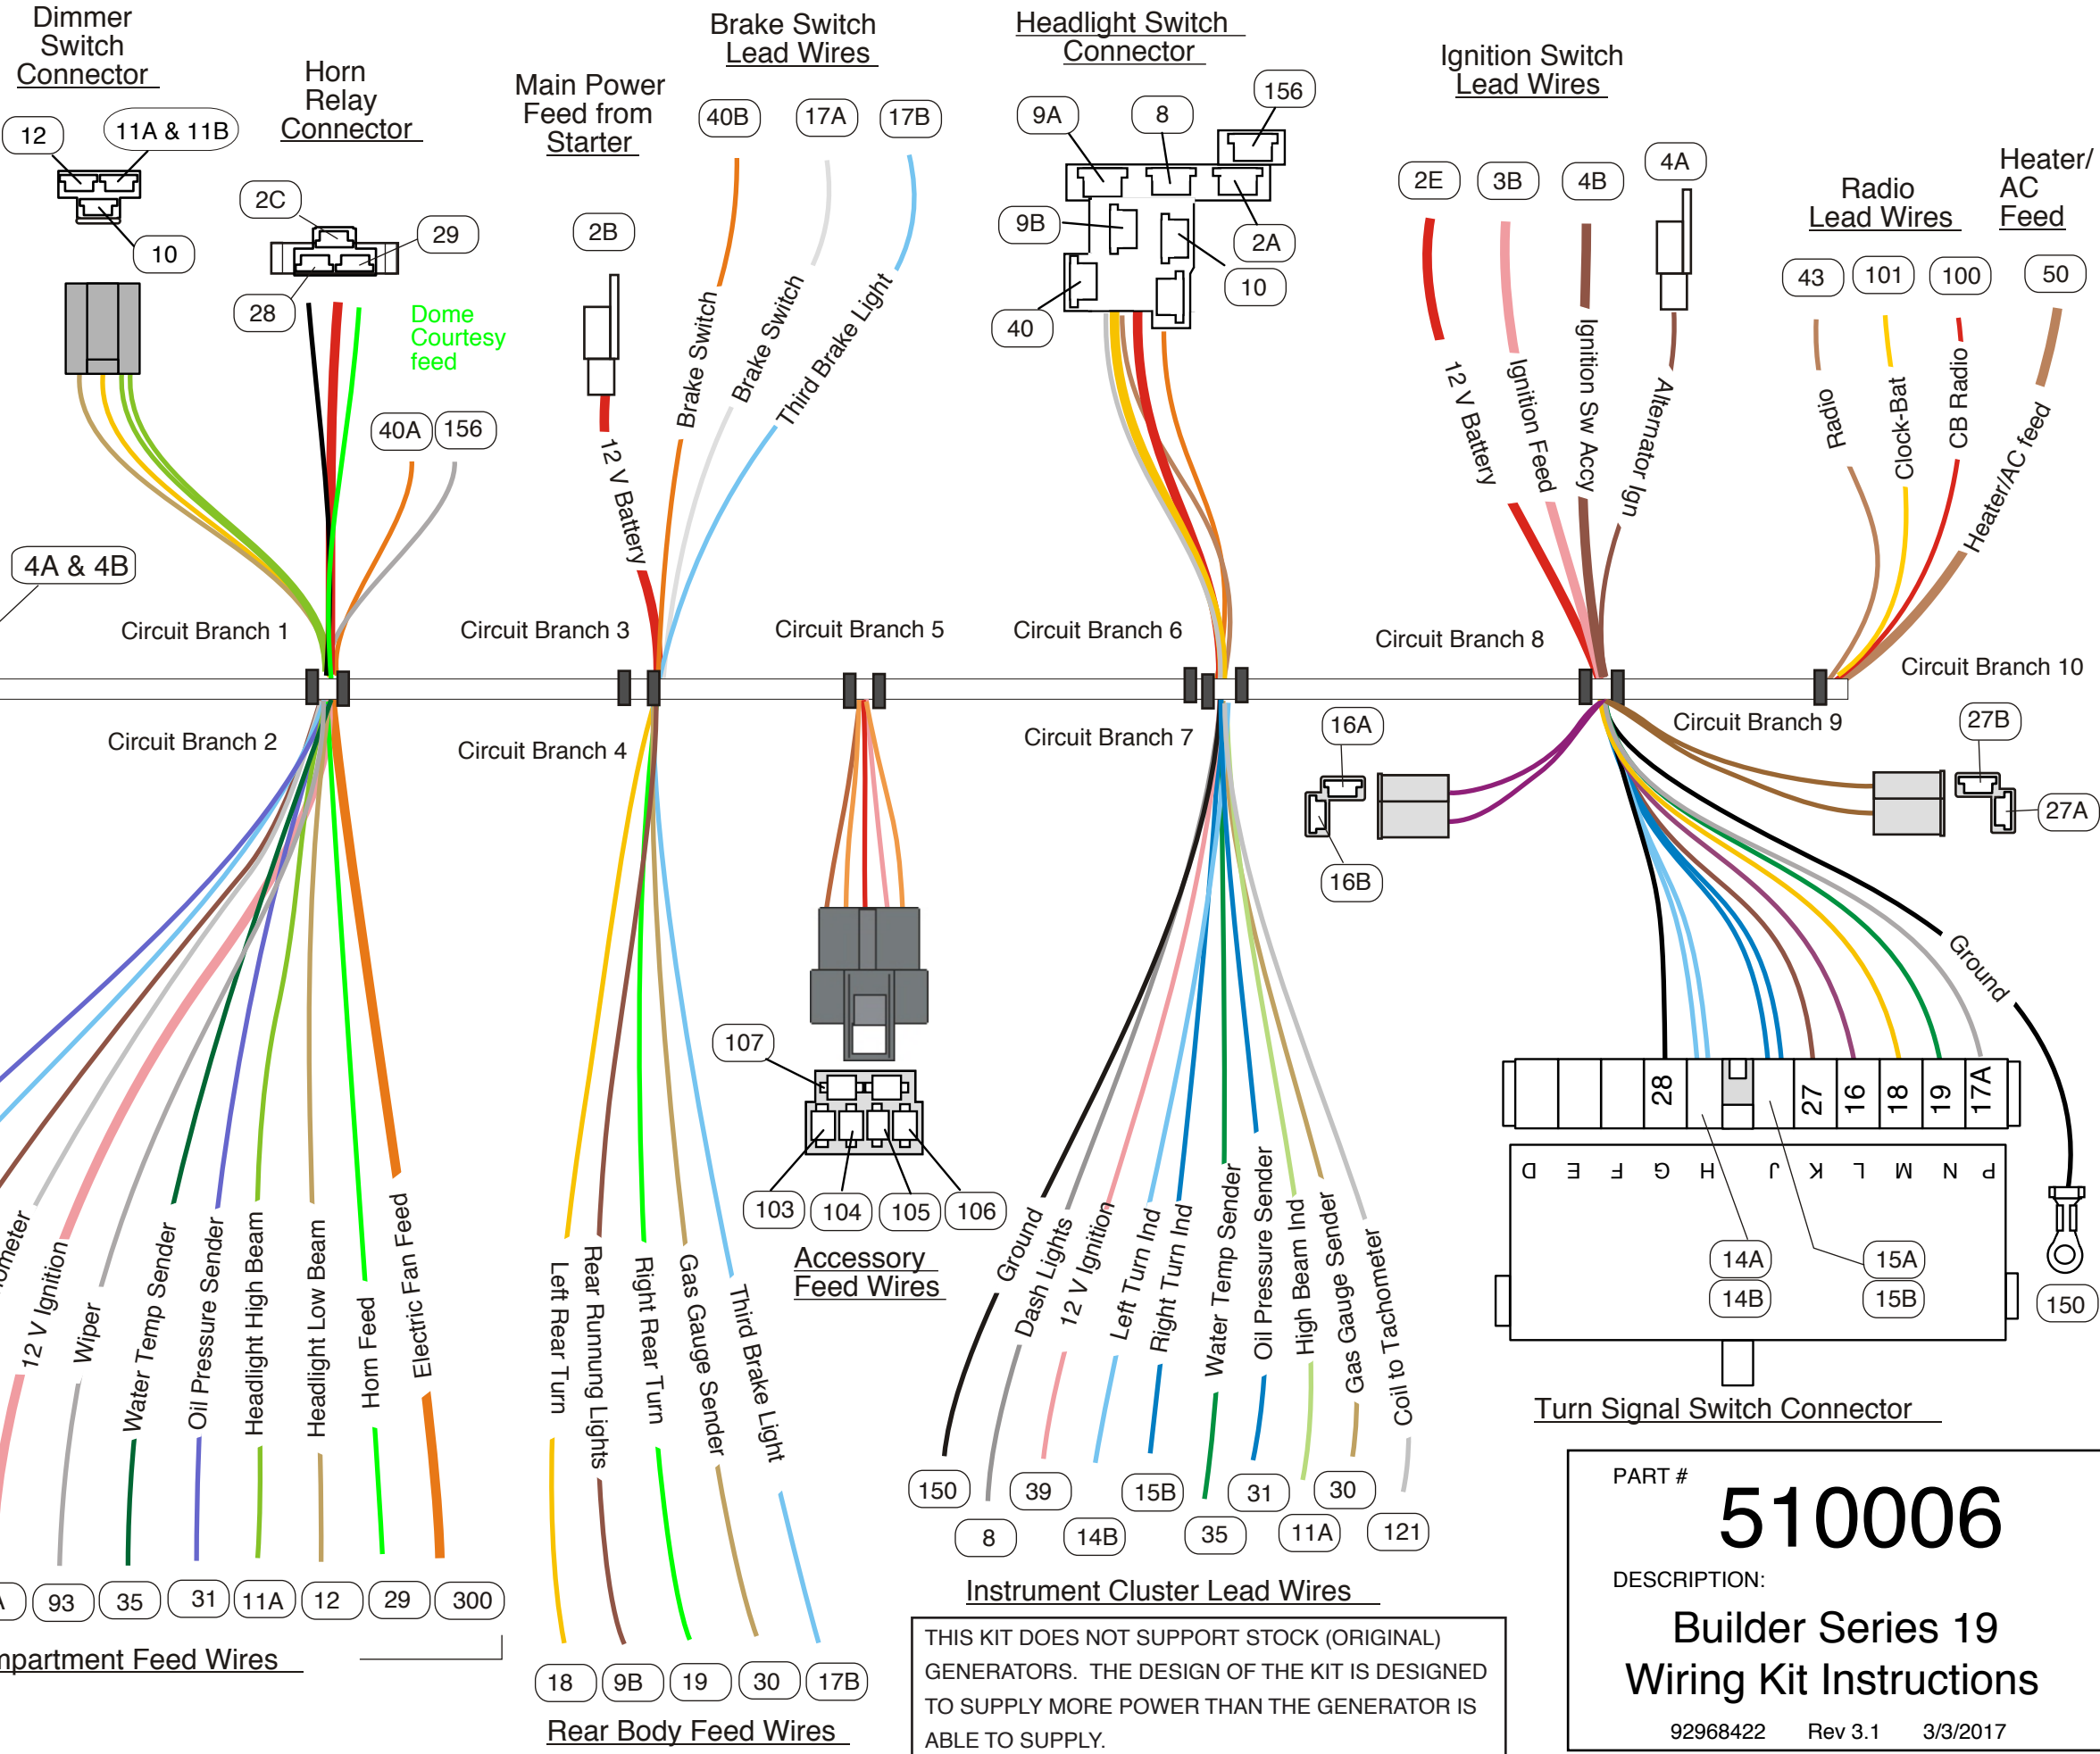 Dimmer
Switch
Connector
12
11A & 11B
10
Horn
Relay
Connector
2C
29
28
Dome
Courtesy
feed
40A
156
4A & 4B
Main Power
Feed from
Starter
2B
12 V Battery
Brake Switch
Lead Wires
40B
17A
17B
Brake Switch
Brake Switch
Third Brake Light
Headlight Switch
Connector
9A
8
156
9B
2A
10
40
Ignition Switch
Lead Wires
2E
3B
4B
4A
12 V Battery
Ignition Feed
Ignition Sw Accy
Alternator Ign
Radio
Lead Wires
43
101
100
Radio
Clock-Bat
CB Radio
Heater/
AC
Feed
50
Heater/AC feed
Circuit Branch 1
Circuit Branch 3
Circuit Branch 5
Circuit Branch 6
Circuit Branch 8
Circuit Branch 10
Circuit Branch 2
Circuit Branch 4
Circuit Branch 7
Circuit Branch 9
12 V Ignition
Wiper
Water Temp Sender
Oil Pressure Sender
Headlight High Beam
Headlight Low Beam
Horn Feed
Electric Fan Feed
93
35
31
11A
12
29
300
mpartment Feed Wires
Left Rear Turn
Rear Runnung Lights
Right Rear Turn
Gas Gauge Sender
Third Brake Light
18
9B
19
30
17B
Rear Body Feed Wires
107
103
104
105
106
Accessory
Feed Wires
Ground
Dash Lights
12 V Ignition
Left Turn Ind
Right Turn Ind
Water Temp Sender
Oil Pressure Sender
High Beam Ind
Gas Gauge Sender
Coil to Tachometer
150
8
39
14B
15B
35
31
11A
30
121
Instrument Cluster Lead Wires
16A
16B
27B
27A
Ground
28
27
16
18
19
17A
D E F G H J K L M N P
14A
14B
15A
15B
150
Turn Signal Switch Connector
THIS KIT DOES NOT SUPPORT STOCK (ORIGINAL)
GENERATORS. THE DESIGN OF THE KIT IS DESIGNED
TO SUPPLY MORE POWER THAN THE GENERATOR IS
ABLE TO SUPPLY.
PART #
510006
DESCRIPTION:
Builder Series 19
Wiring Kit Instructions
92968422 Rev 3.1 3/3/2017